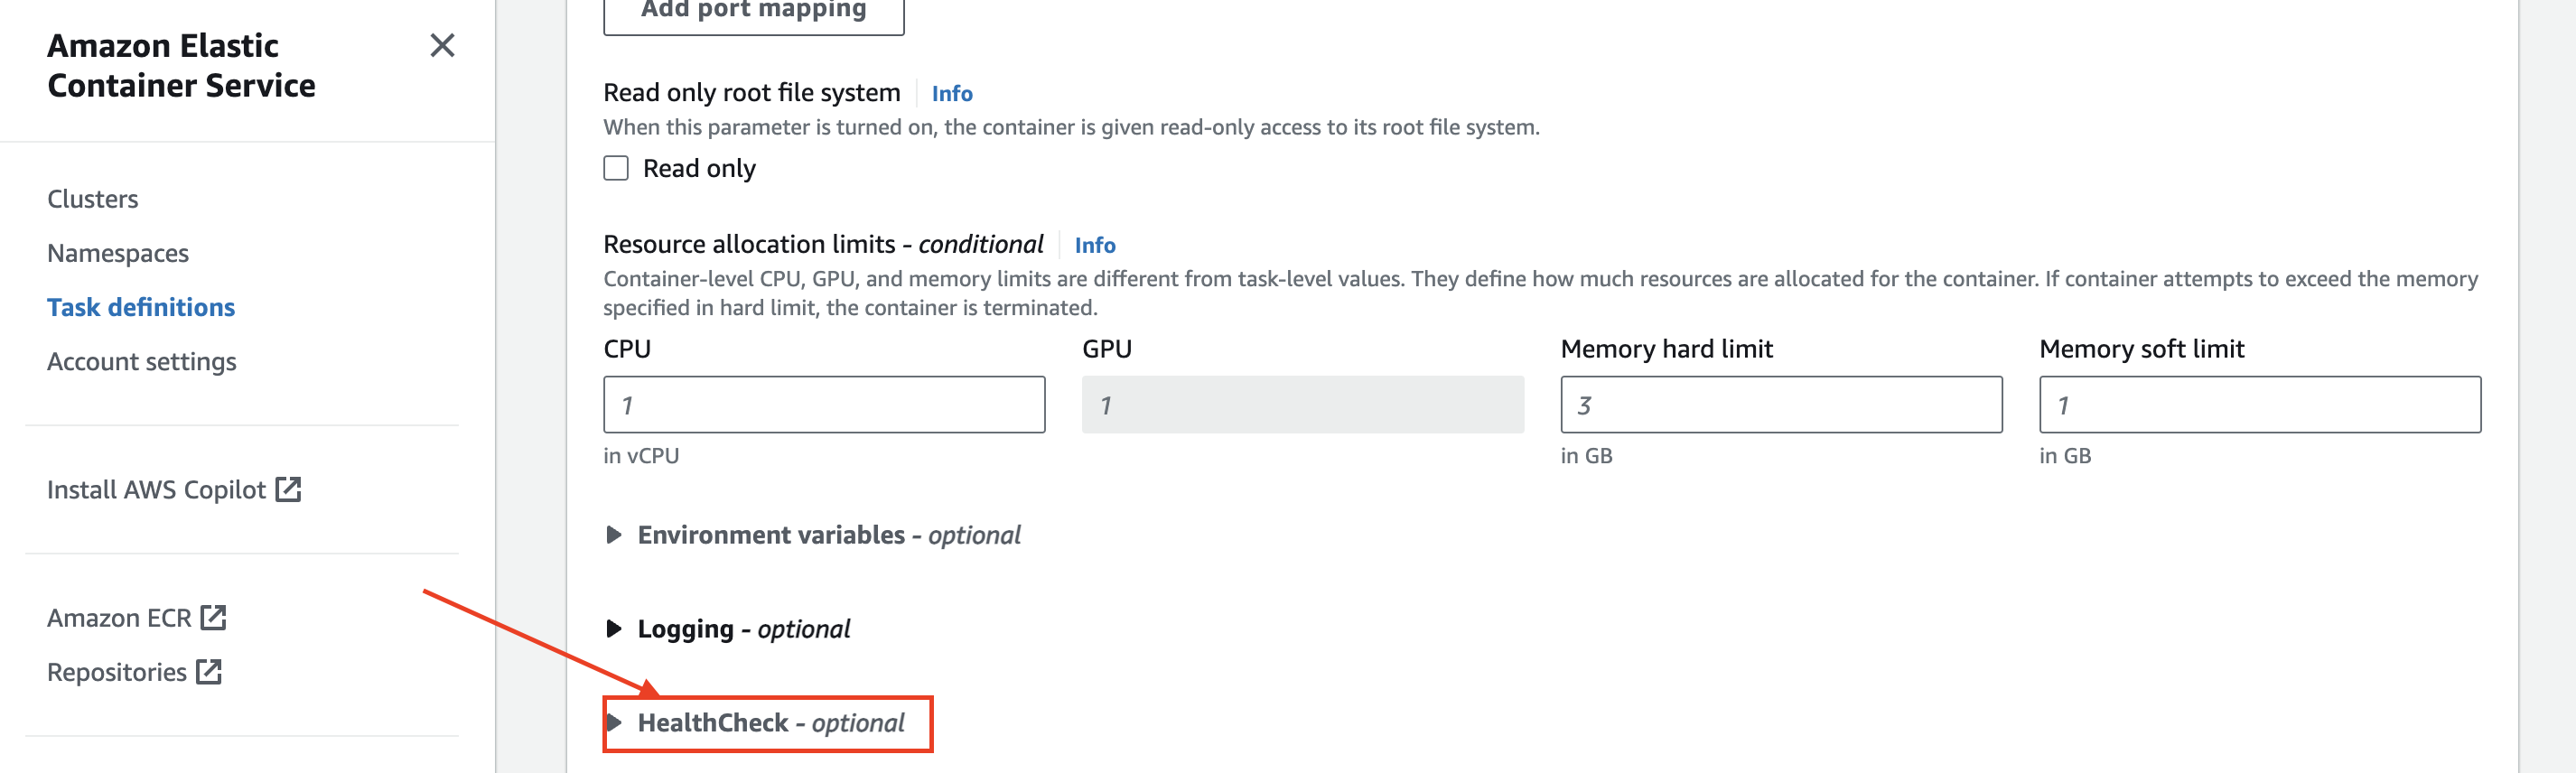 Amazon Elastic
Container Service
Clusters
Namespaces
Task definitions
Account settings
Install AWS Copilot
Amazon ECR
Repositories
Add port mapping
Read only root file system
Info
When this parameter is turned on, the container is given read-only access to its root file system.
Read only
Resource allocation limits - conditional
Info
Container-level CPU, GPU, and memory limits are different from task-level values. They define how much resources are allocated for the container. If container attempts to exceed the memory
specified in hard limit, the container is terminated.
CPU
GPU
Memory hard limit
Memory soft limit
1
1
3
1
in vCPU
in GB
in GB
Environment variables - optional
Logging - optional
HealthCheck - optional